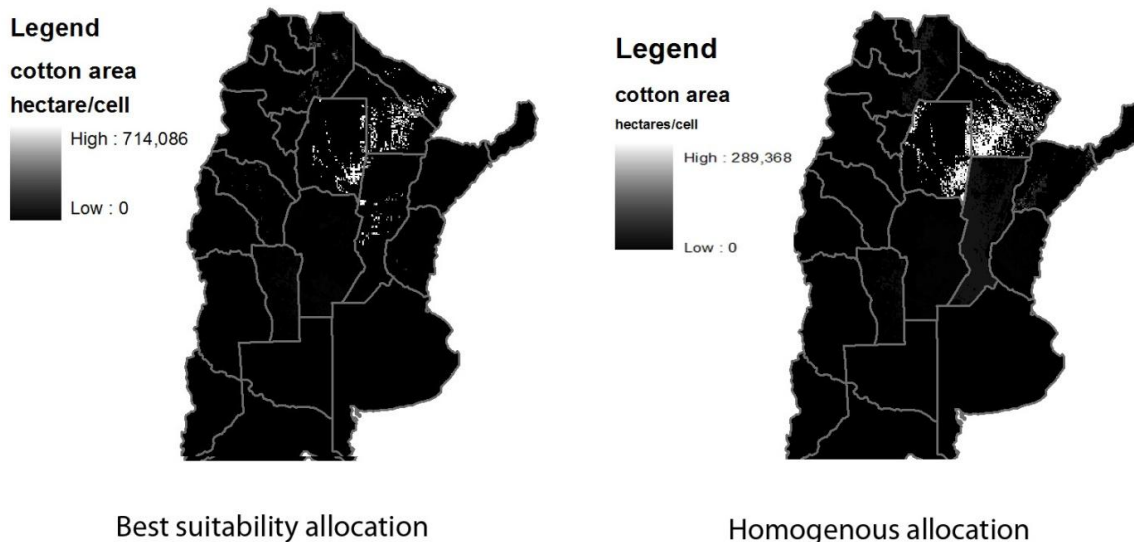 Legend
cotton area
hectare/cell
High : 714,086
Low : 0
Best suitability allocation
Legend
cotton area
hectares/cell
High : 289,368
Low : 0
Homogenous allocation